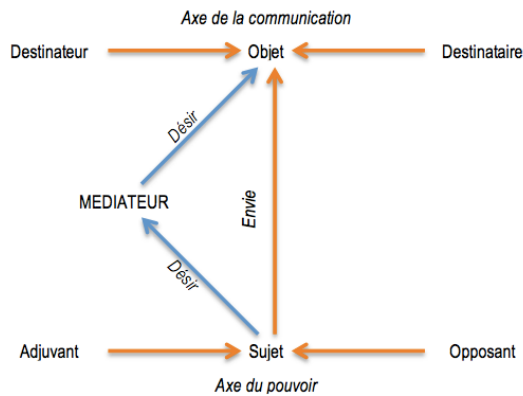 Axe de la communication
Destinateur Objet Destinataire
Désir
MEDIATEUR
Envie
Désir
Adjuvant Sujet Opposant
Axe du pouvoir